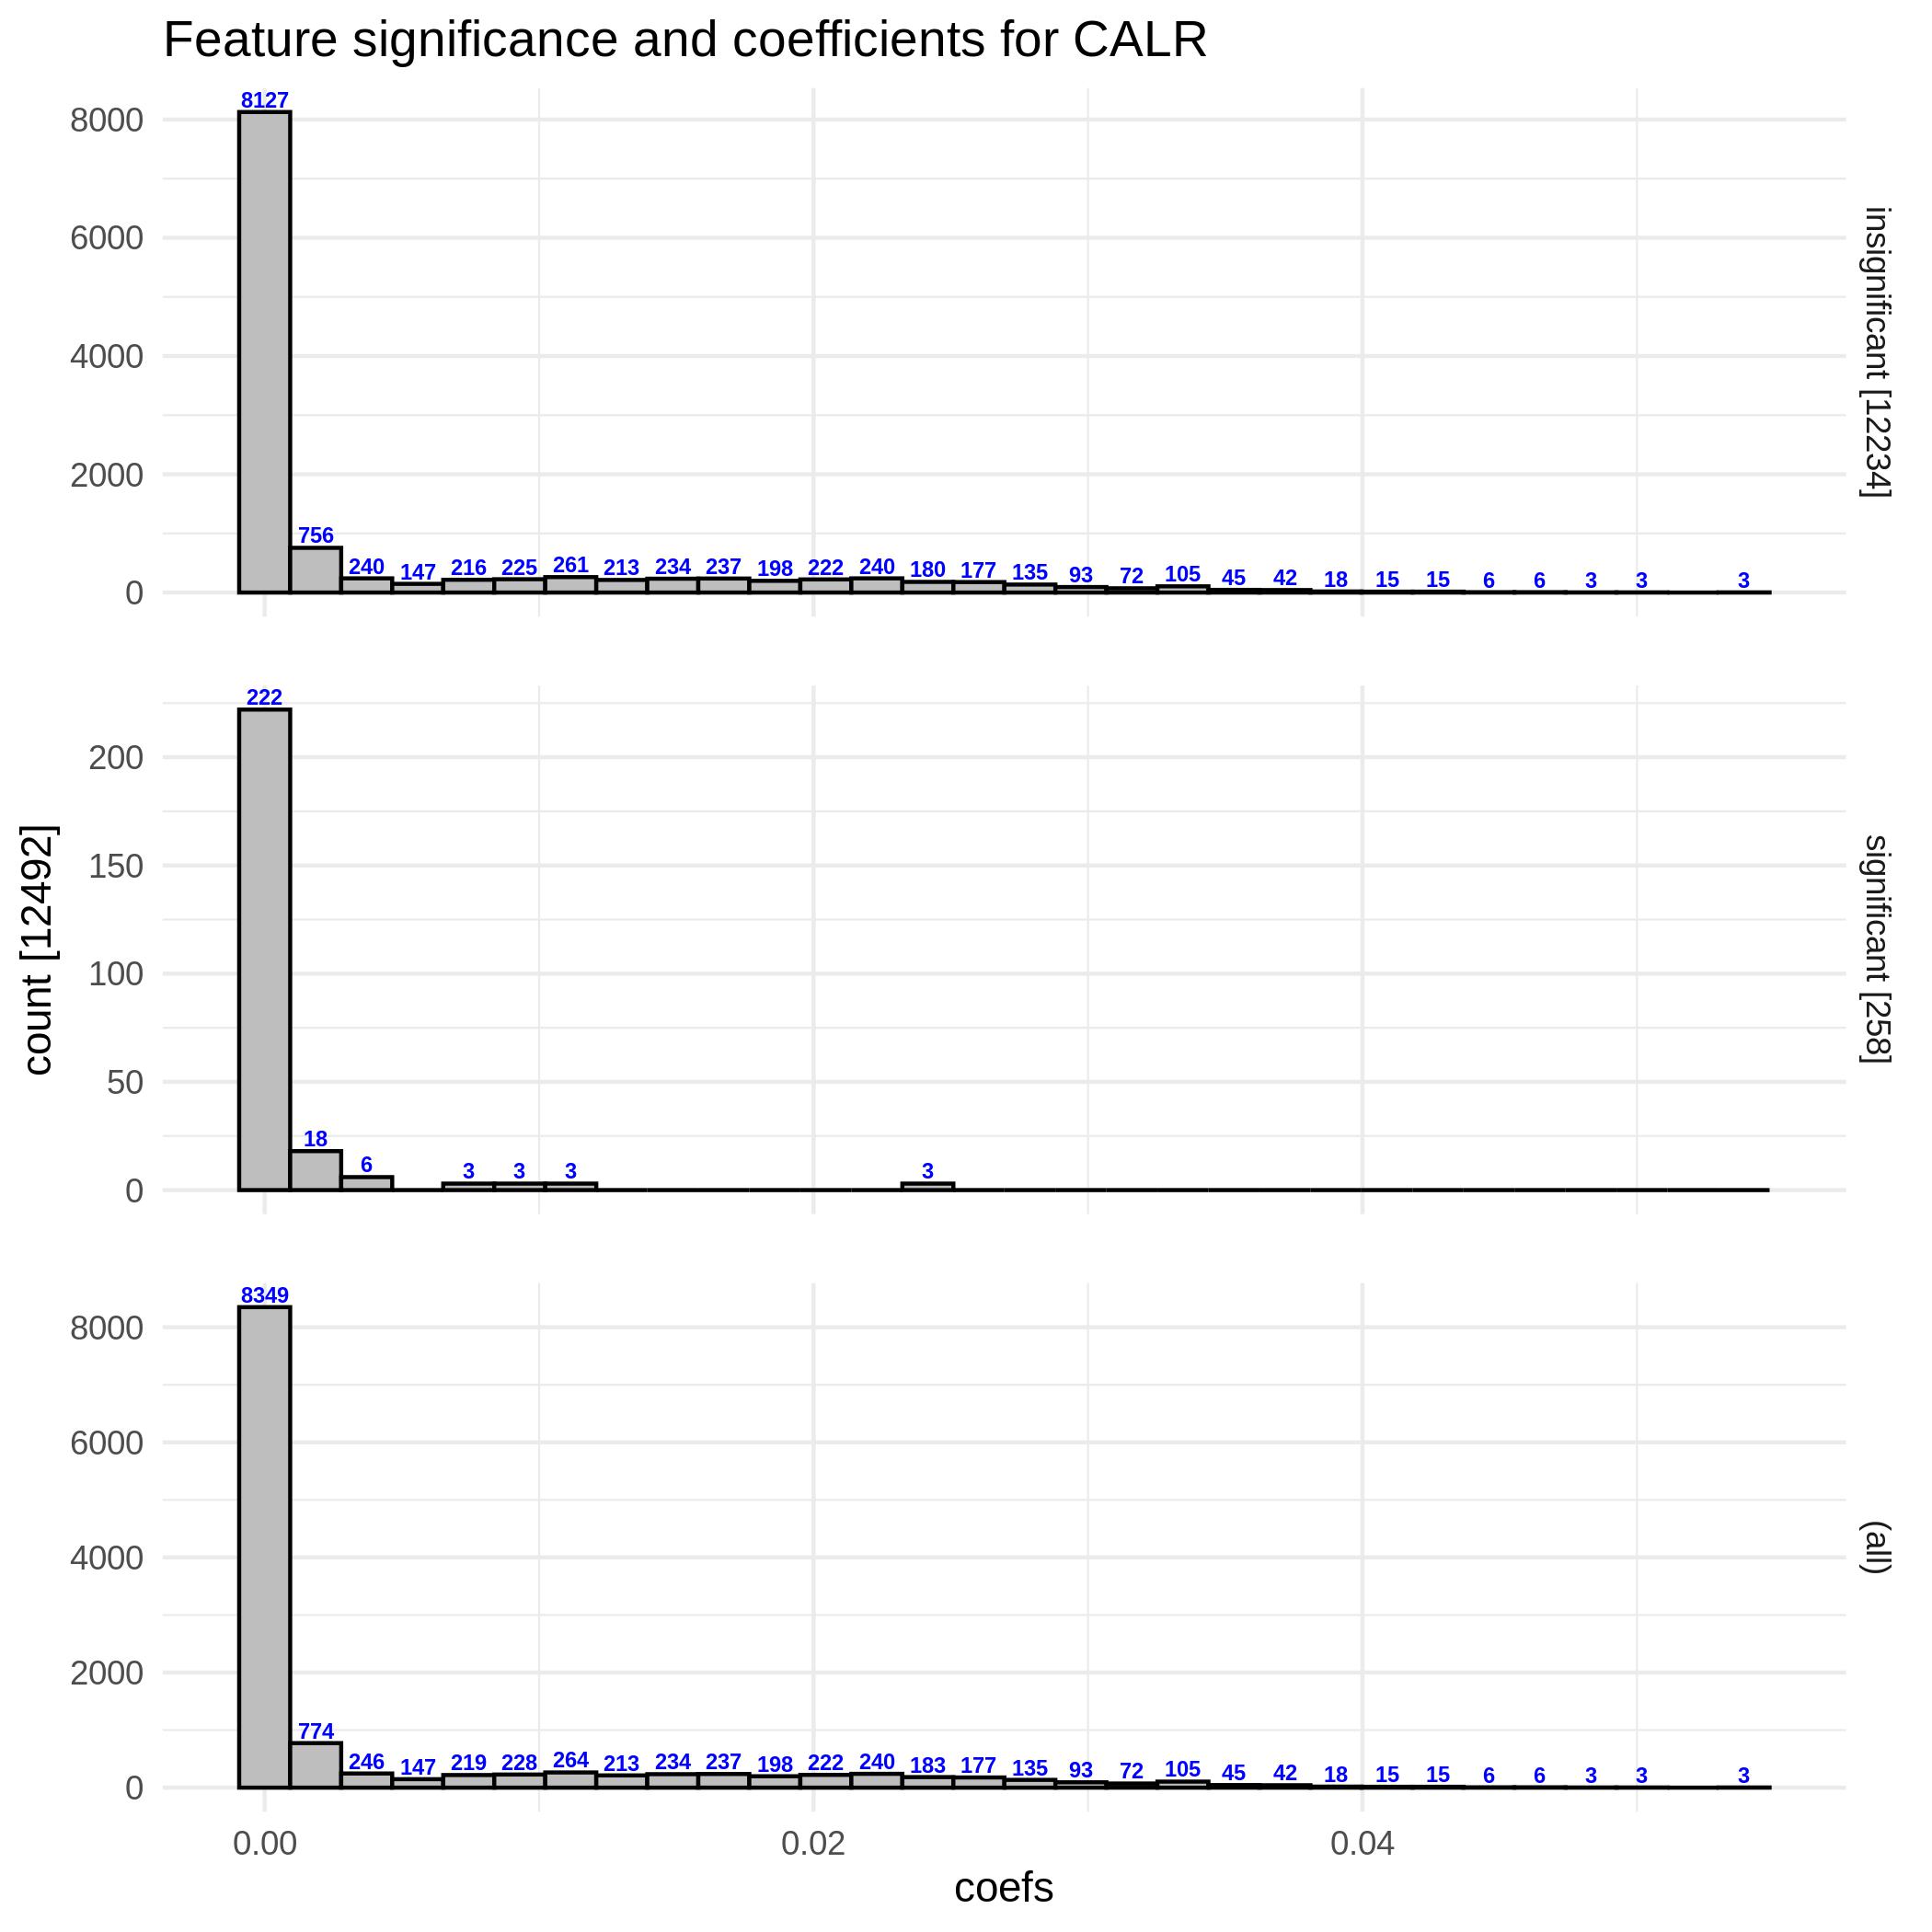 Feature significance and coefficients for CALR
8127
8000
6000
4000
2000
0
756
240 147 216 225 261 213 234 237 198 222 240 180 177 135 93 72 105 45 42 18 15 15 6 6 3 3 3
insignificant [12234]
222
200
150
100
50
0
18
6
3 3 3 3
significant [258]
count [12492]
8349
8000
6000
4000
2000
0
774
246 147 219 228 264 213 234 237 198 222 240 183 177 135 93 72 105 45 42 18 15 15 6 6 3 3 3
(all)
0.00 0.02 0.04
coefs